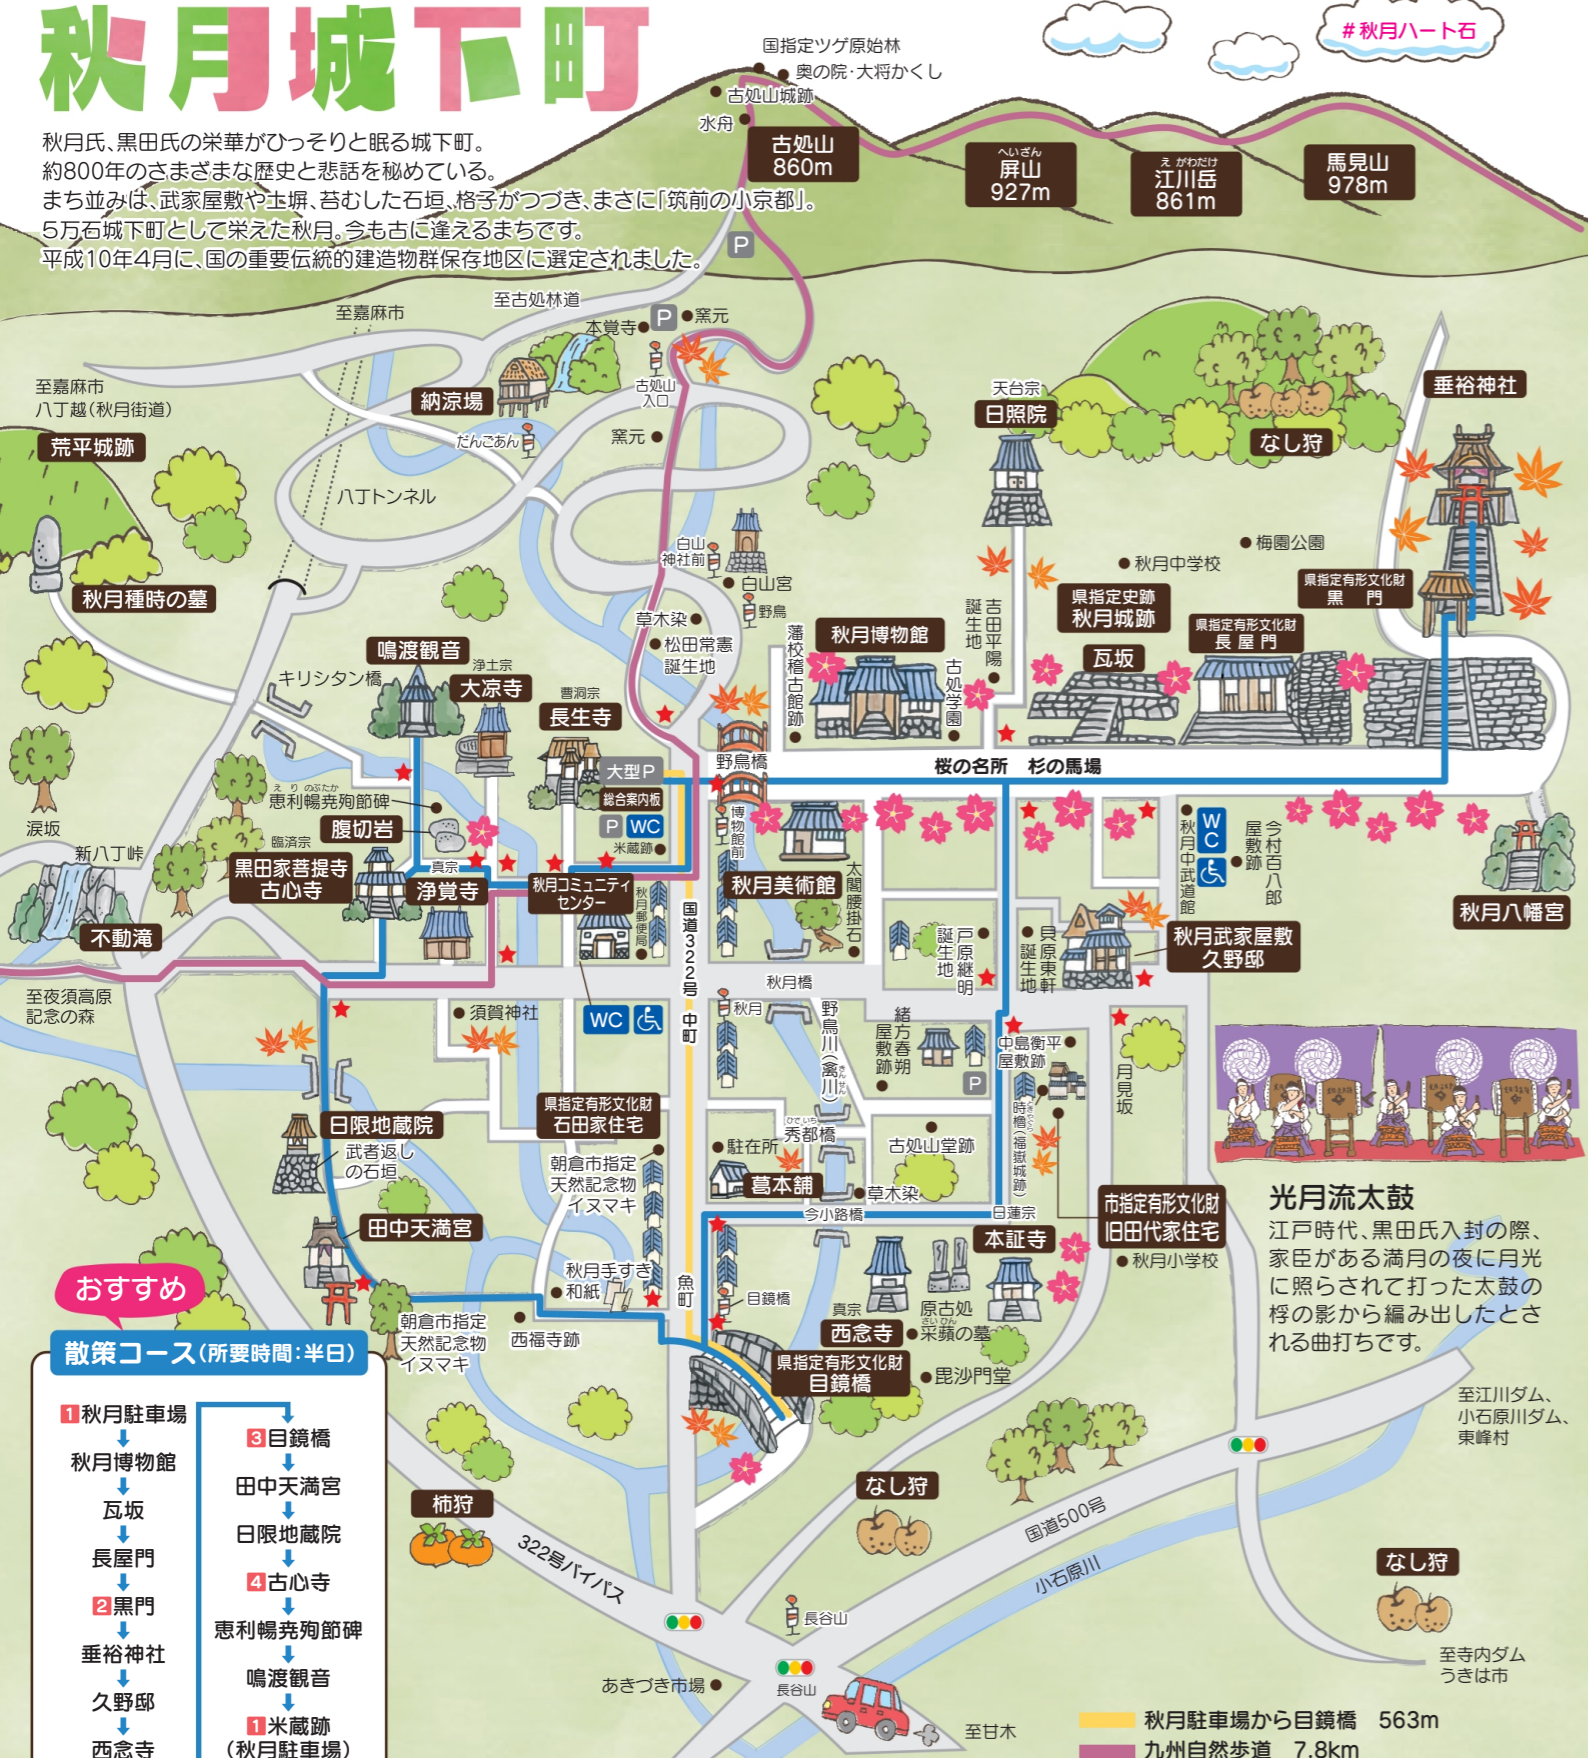 秋月城下町
秋月氏、黒田氏の栄華がひっそりと眠る城下町。
約800年のさまざまな歴史と悲話を秘めている。
まち並みは、武家屋敷や土塀、苔むした石垣、格子がつづき、まさに「筑前の小京都」。
5万石城下町として栄えた秋月。今も古に逢えるまちです。
平成10年4月に、国の重要伝統的建造物群保存地区に選定されました。
#秋月ハート石
国指定ツゲ原始林
奥の院・大将かくし
古処山城跡
水舟
古処山
860m
へいざん
屏山
927m
えがわだけ
江川岳
861m
馬見山
978m
P
至古処林道
至嘉麻市
本覚寺
P
窯元
古処山
入口
納涼場
だんごあん
窯元
至嘉麻市
八丁越(秋月街道)
荒平城跡
八丁トンネル
秋月種時の墓
天台宗
日照院
なし狩
垂裕神社
梅園公園
秋月中学校
県指定有形文化財
黒 門
県指定史跡
秋月城跡
県指定有形文化財
長屋門
瓦坂
吉田平陽
誕生地
白山
神社前
白山宮
野鳥
草木染
松田常憲
誕生地
藩校稽古館跡
秋月博物館
古処学園
鳴渡観音
キリシタン橋
浄土宗
大凉寺
曹洞宗
長生寺
大型P
総合案内板
P
WC
米蔵跡
野鳥橋
桜の名所 杉の馬場
えりのぶたか
恵利暢尭殉節碑
腹切岩
涙坂
新八丁峠
臨済宗
黒田家菩提寺
古心寺
真宗
浄覚寺
不動滝
秋月コミュニティ
センター
秋月郵便局
博物館前
秋月美術館
太閤腰掛石
国道322号 中町
WC
秋月中武道館
今村百八郎
屋敷跡
秋月八幡宮
戸原継明
誕生地
貝原東軒
誕生地
秋月武家屋敷
久野邸
至夜須高原
記念の森
須賀神社
WC
秋月橋
秋月
野鳥川(禽川)
きんせん
緒方春朔
屋敷跡
P
中島衡平
屋敷跡
ときやぐら
時櫓(福嶽城跡)
月見坂
日限地蔵院
武者返し
の石垣
県指定有形文化財
石田家住宅
朝倉市指定
天然記念物
イヌマキ
駐在所
葛本舗
ひでいち
秀都橋
古処山堂跡
草木染
今小路橋
日蓮宗
本証寺
市指定有形文化財
旧田代家住宅
秋月小学校
田中天満宮
秋月手すき
和紙
魚町
目鏡橋
真宗
西念寺
原古処
さいひん
采蘋の墓
毘沙門堂
県指定有形文化財
目鏡橋
西福寺跡
朝倉市指定
天然記念物
イヌマキ
光月流太鼓
江戸時代、黒田氏入封の際、
家臣がある満月の夜に月光
に照らされて打った太鼓の
桴の影から編み出したとさ
れる曲打ちです。
おすすめ
散策コース(所要時間:半日)
1秋月駐車場
秋月博物館
瓦坂
長屋門
2黒門
垂裕神社
久野邸
西念寺
3目鏡橋
田中天満宮
日限地蔵院
4古心寺
恵利暢尭殉節碑
鳴渡観音
1米蔵跡
(秋月駐車場)
柿狩
322号バイパス
なし狩
国道500号
小石原川
至江川ダム、
小石原川ダム、
東峰村
なし狩
至寺内ダム
うきは市
長谷山
長谷山
あきづき市場
至甘木
秋月駐車場から目鏡橋 563m
九州自然歩道 7.8km